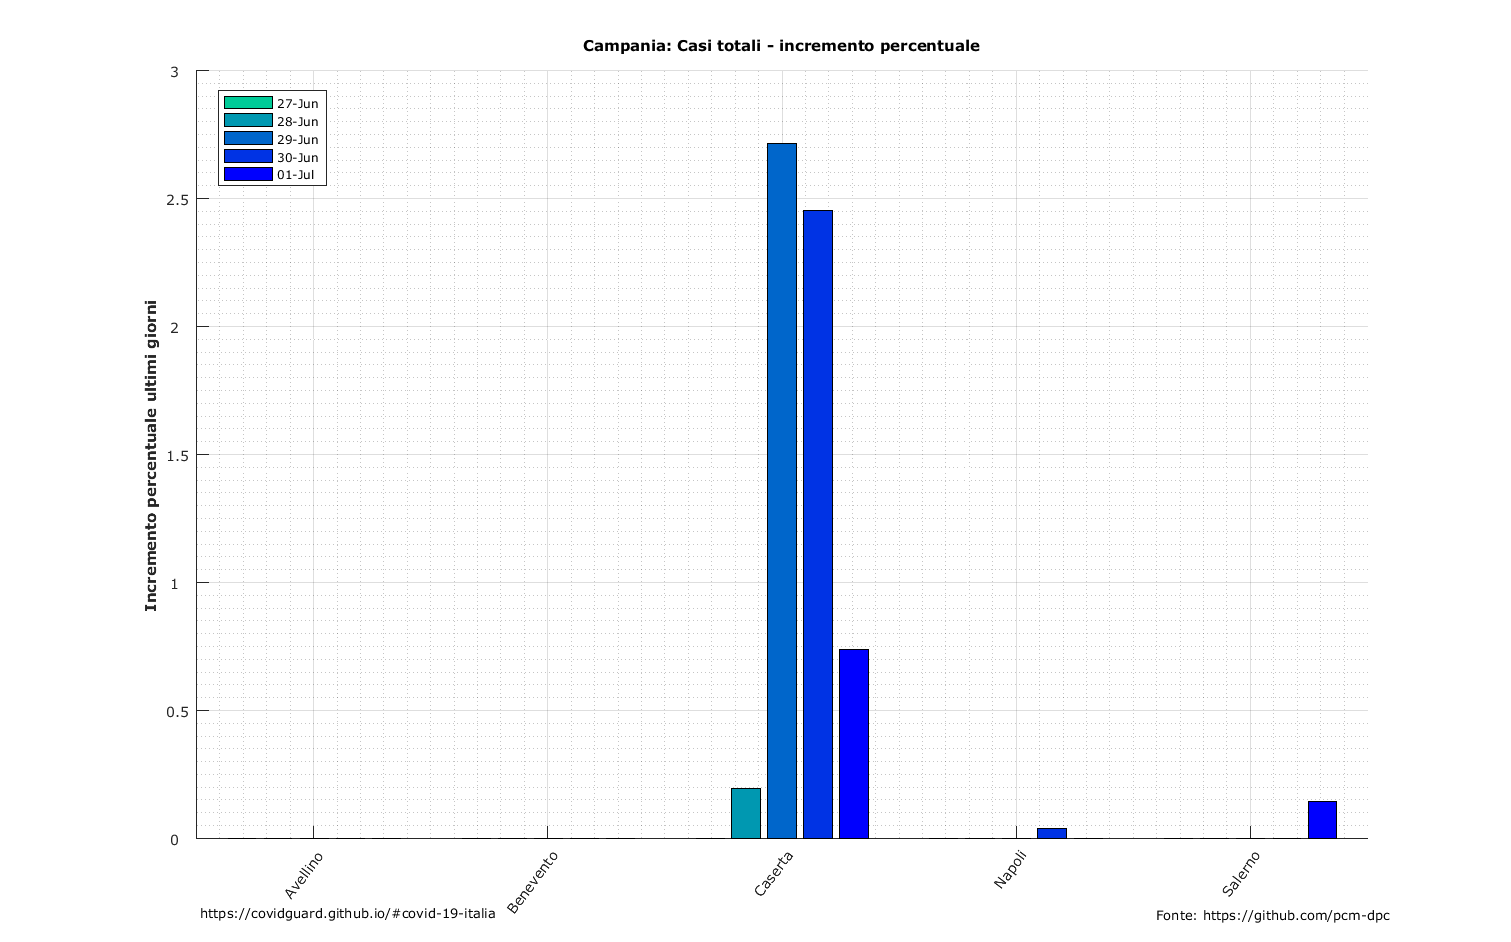 Campania: Casi totali - incremento percentuale
3
2.5
2
1.5
1
0.5
0
27-Jun
28-Jun
29-Jun
30-Jun
01-Jul
Incremento percentuale ultimi giorni
Avellino
Benevento
Caserta
Napoli
Salerno
https://covidguard.github.io/#covid-19-italia
Fonte: https://github.com/pcm-dpc